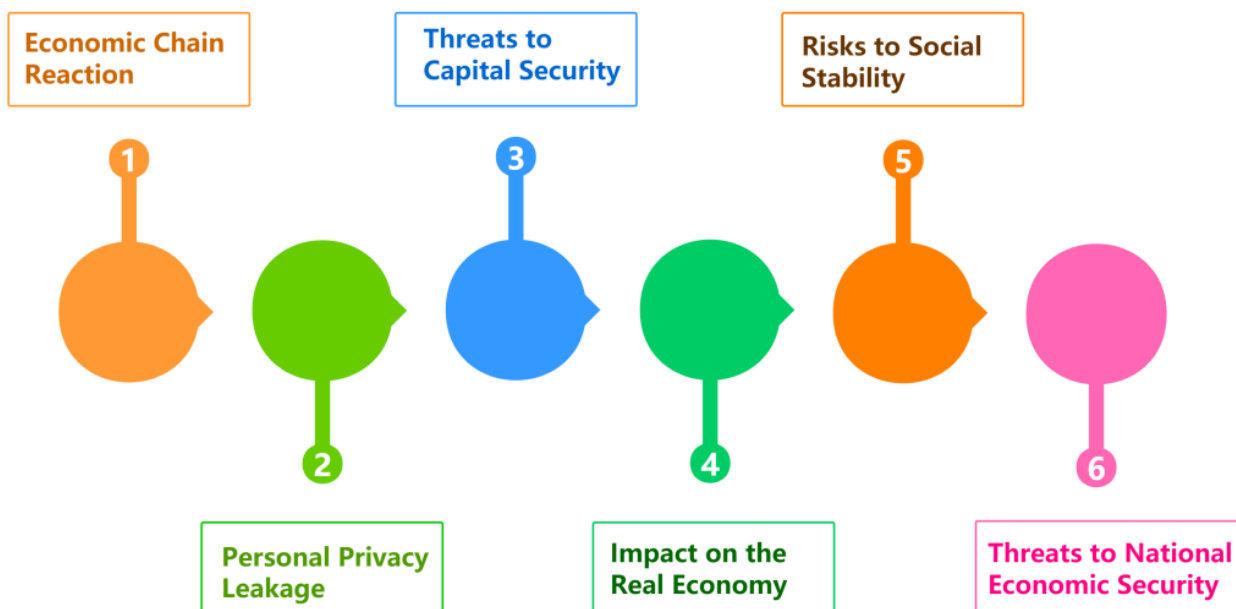 Economic Chain
Reaction
Threats to
Capital Security
Risks to Social
Stability
1
3
5
2
4
6
Personal Privacy
Leakage
Impact on the
Real Economy
Threats to National
Economic Security